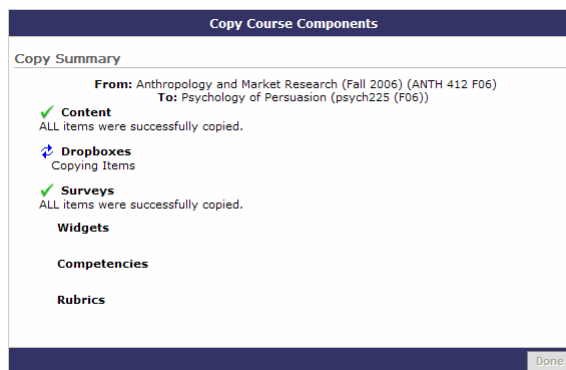 Copy Course Components
Copy Summary
From: Anthropology and Market Research (Fall 2006) (ANTH 412 F06)
To: Psychology of Persuasion (psych225 (F06))
Content
ALL items were successfully copied.
Dropboxes
Copying Items
Surveys
ALL items were successfully copied.
Widgets
Competencies
Rubrics
Done